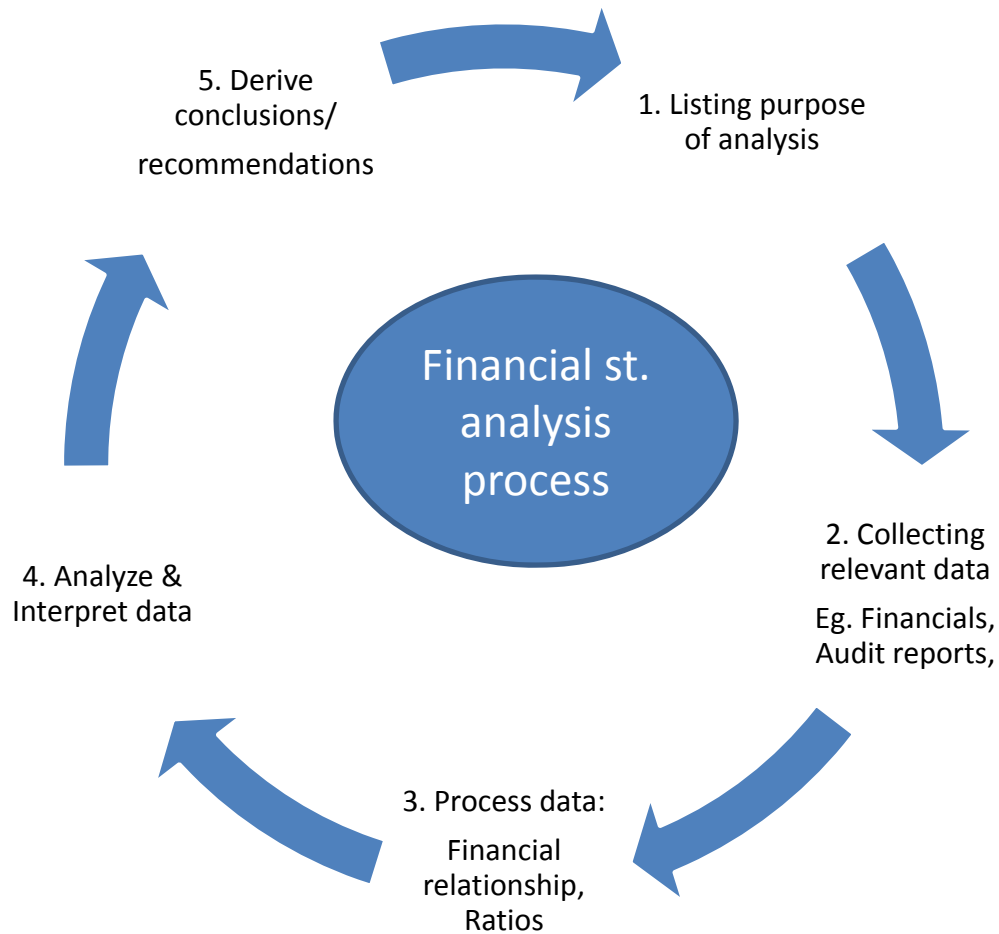 1. Listing purpose
of analysis
2. Collecting
relevant data
Eg. Financials,
Audit reports,
3. Process data:
Financial
relationship,
Ratios
4. Analyze &
Interpret data
5. Derive
conclusions/
recommendations
Financial st.
analysis
process